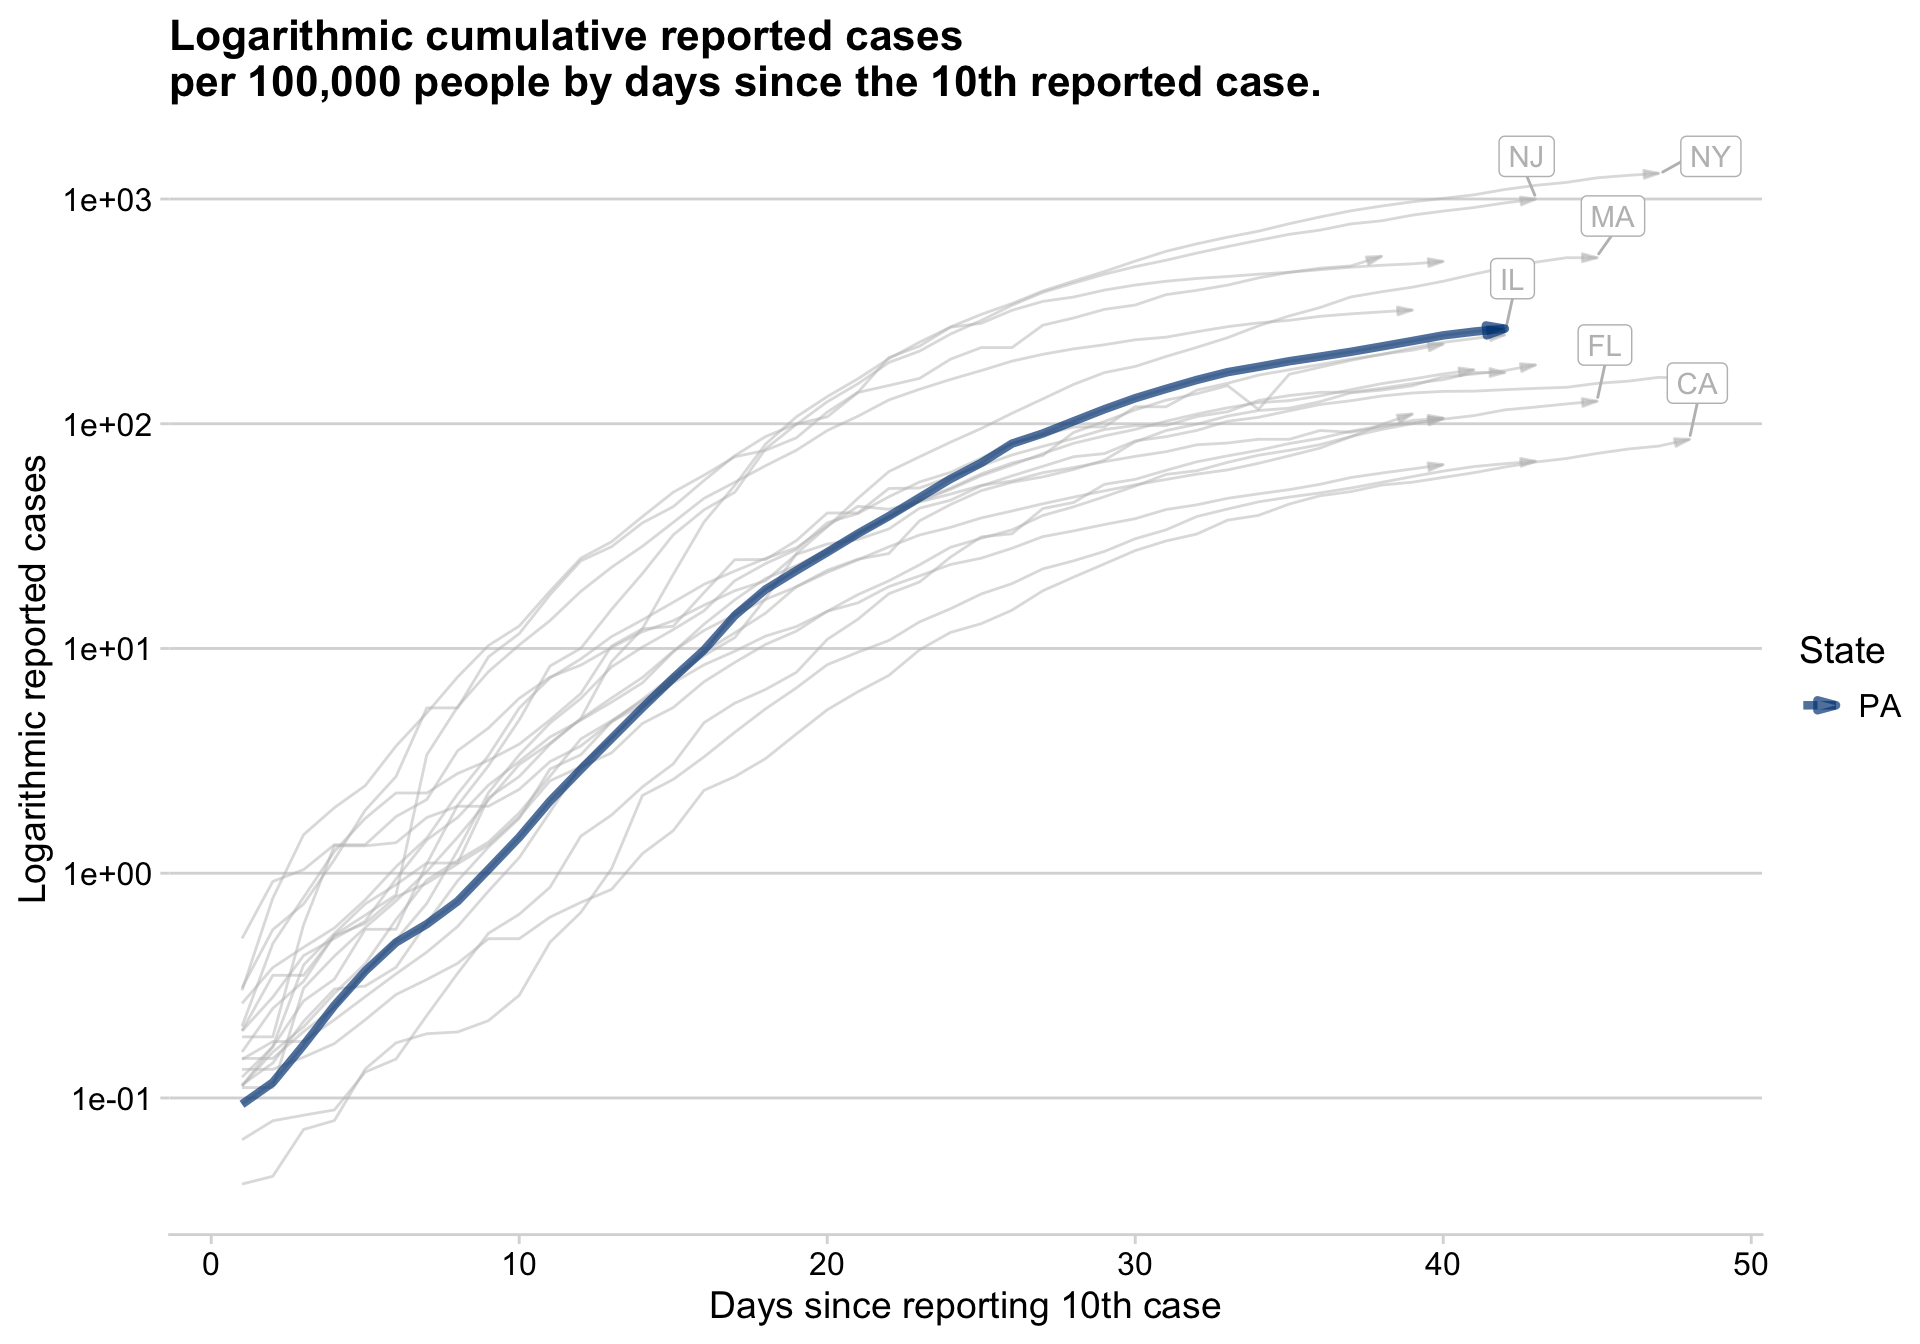 Logarithmic cumulative reported cases
per 100,000 people by days since the 10th reported case.
NJ
NY
1e+03
MA
IL
FL
CA
1e+02
1e+01
1e+00
1e-01
Logarithmic reported cases
State
PA
0 10 20 30 40 50
Days since reporting 10th case